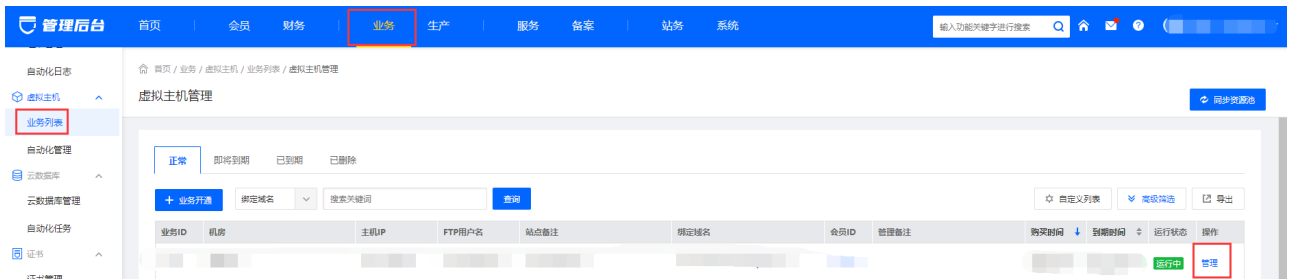 管理后台 首页 会员 财务 业务 生产 服务 备案 站务 系统 输入功能关键字进行搜索
自动化日志
首页 / 业务 / 虚拟主机 / 业务列表 / 虚拟主机管理
虚拟主机
虚拟主机管理
同步资源池
业务列表
自动化管理
正常 即将到期 已到期 已删除
云数据库
云数据库管理
+ 业务开通 绑定域名 搜索关键词 查询 自定义列表 高级筛选 导出
自动化任务
业务ID 机房 主机IP FTP用户名 站点备注 绑定域名 会员ID 管理备注 购买时间 到期时间 运行状态 操作
证书
运行中 管理
证书管理